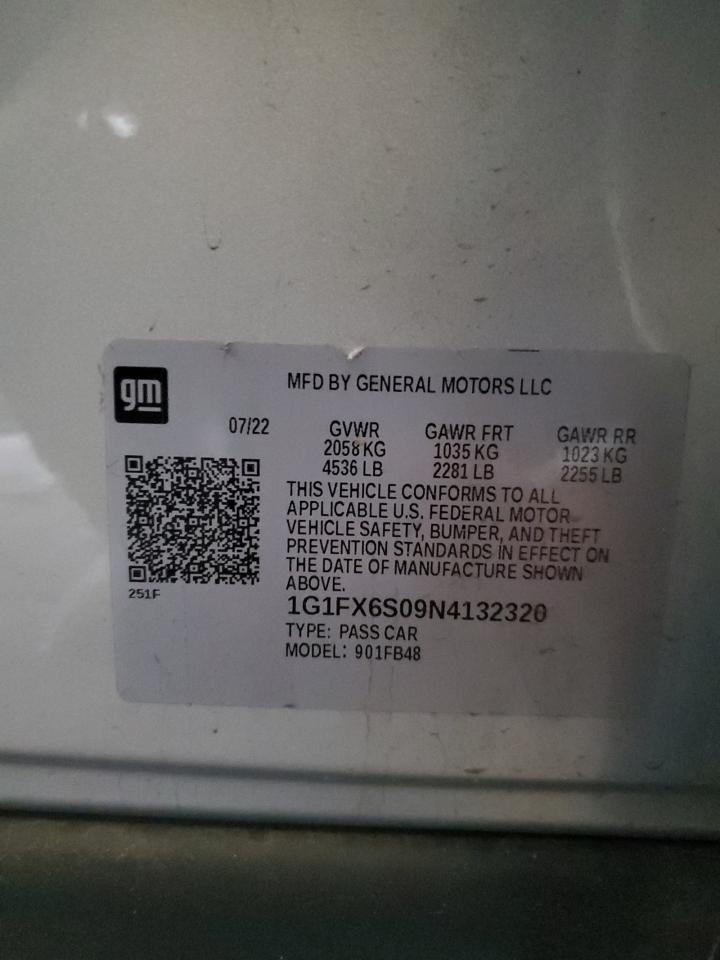 gm
MFD BY GENERAL MOTORS LLC
07/22 GVWR GAWR FRT GAWR RR
2058 KG 1035 KG 1023 KG
4536 LB 2281 LB 2255 LB
THIS VEHICLE CONFORMS TO ALL
APPLICABLE U.S. FEDERAL MOTOR
VEHICLE SAFETY, BUMPER, AND THEFT
PREVENTION STANDARDS IN EFFECT ON
THE DATE OF MANUFACTURE SHOWN
ABOVE.
251F
1G1FX6S09N4132320
TYPE: PASS CAR
MODEL: 901FB48